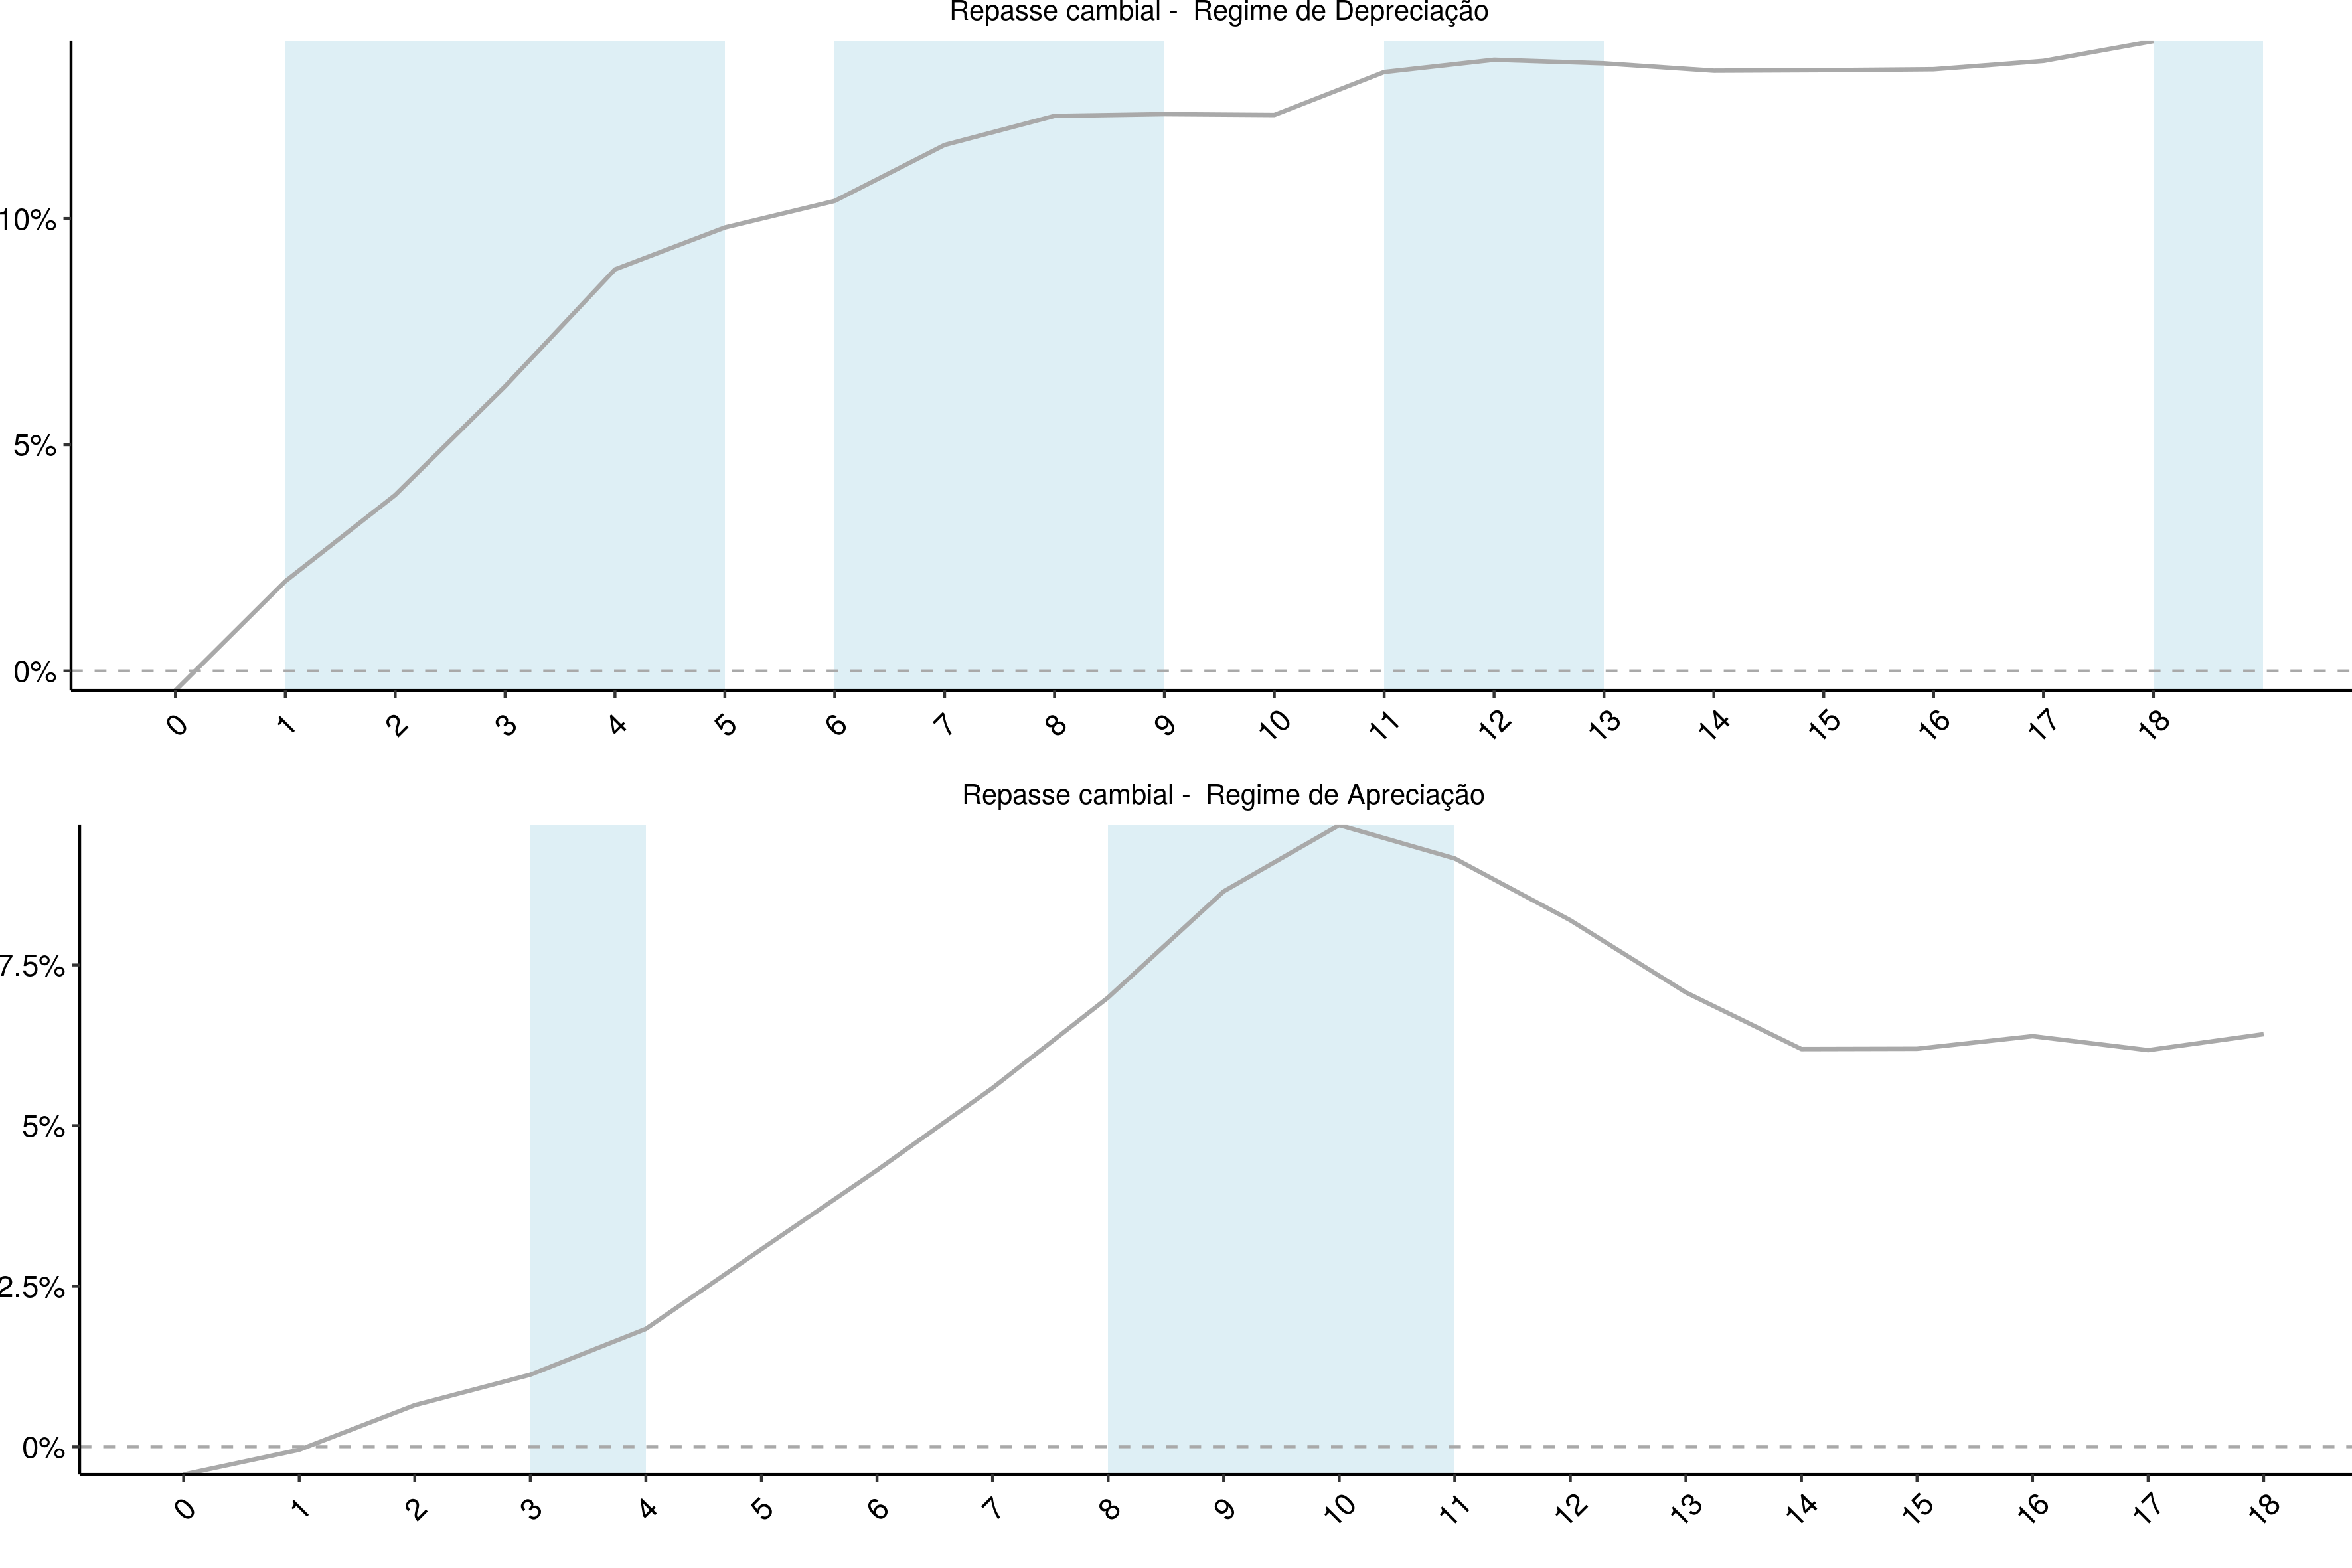 Repasse cambial -  Regime de Depreciação
10%
5%
0%
0 1 2 3 4 5 6 7 8 9 10 11 12 13 14 15 16 17 18
Repasse cambial -  Regime de Apreciação
7.5%
5%
2.5%
0%
0 1 2 3 4 5 6 7 8 9 10 11 12 13 14 15 16 17 18